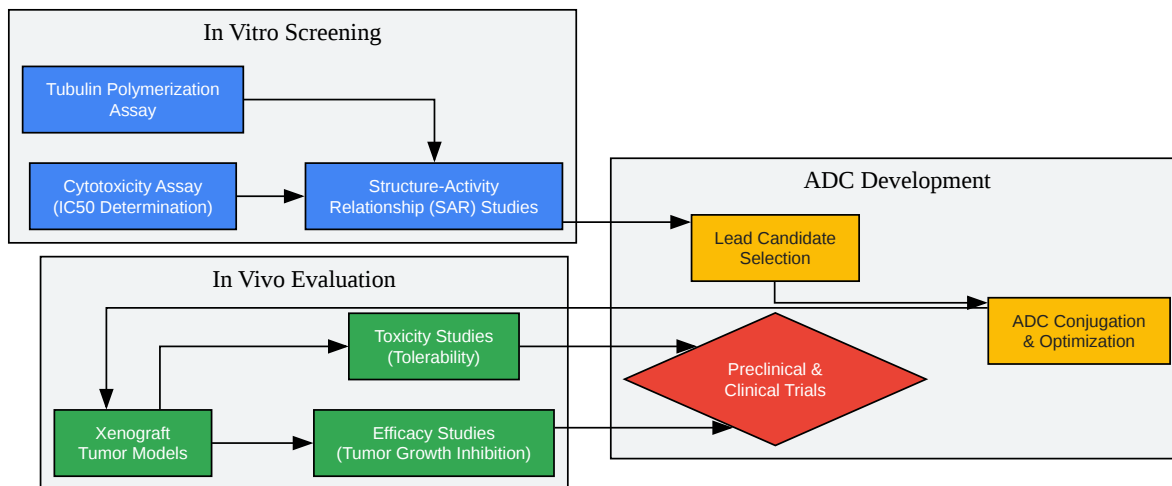 In Vitro Screening
Tubulin Polymerization
Assay
Cytotoxicity Assay
(IC50 Determination)
Structure-Activity
Relationship (SAR) Studies
ADC Development
Lead Candidate
Selection
ADC Conjugation
& Optimization
Preclinical &
Clinical Trials
In Vivo Evaluation
Toxicity Studies
(Tolerability)
Xenograft
Tumor Models
Efficacy Studies
(Tumor Growth Inhibition)